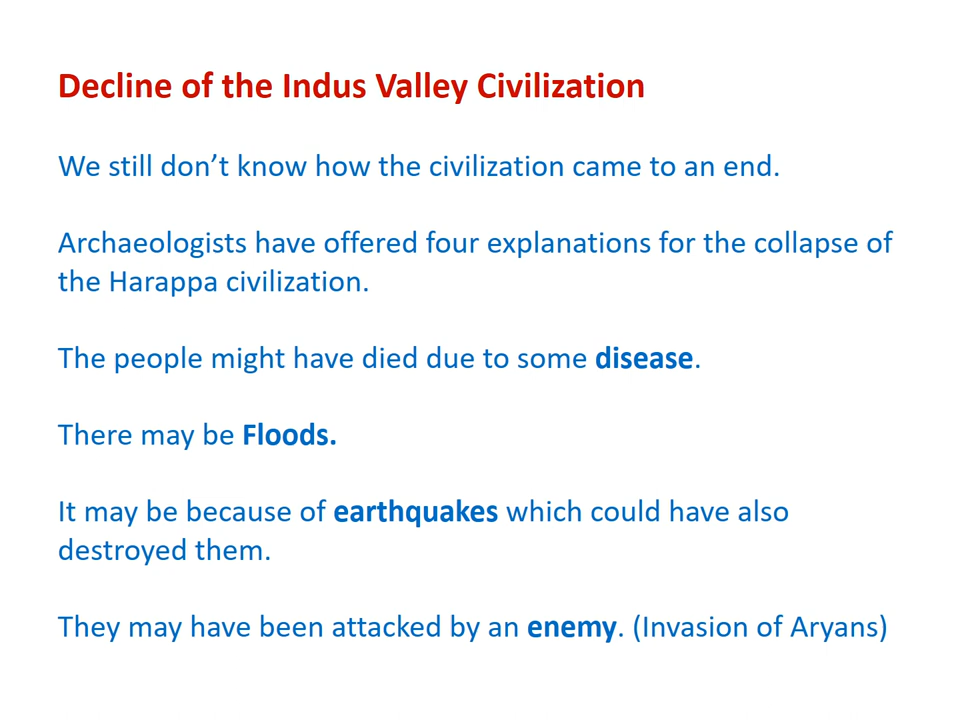 Decline of the Indus Valley Civilization
We still don’t know how the civilization came to an end.
Archaeologists have offered four explanations for the collapse of
the Harappa civilization.
The people might have died due to some disease.
There may be Floods.
It may be because of earthquakes which could have also
destroyed them.
They may have been attacked by an enemy. (Invasion of Aryans)